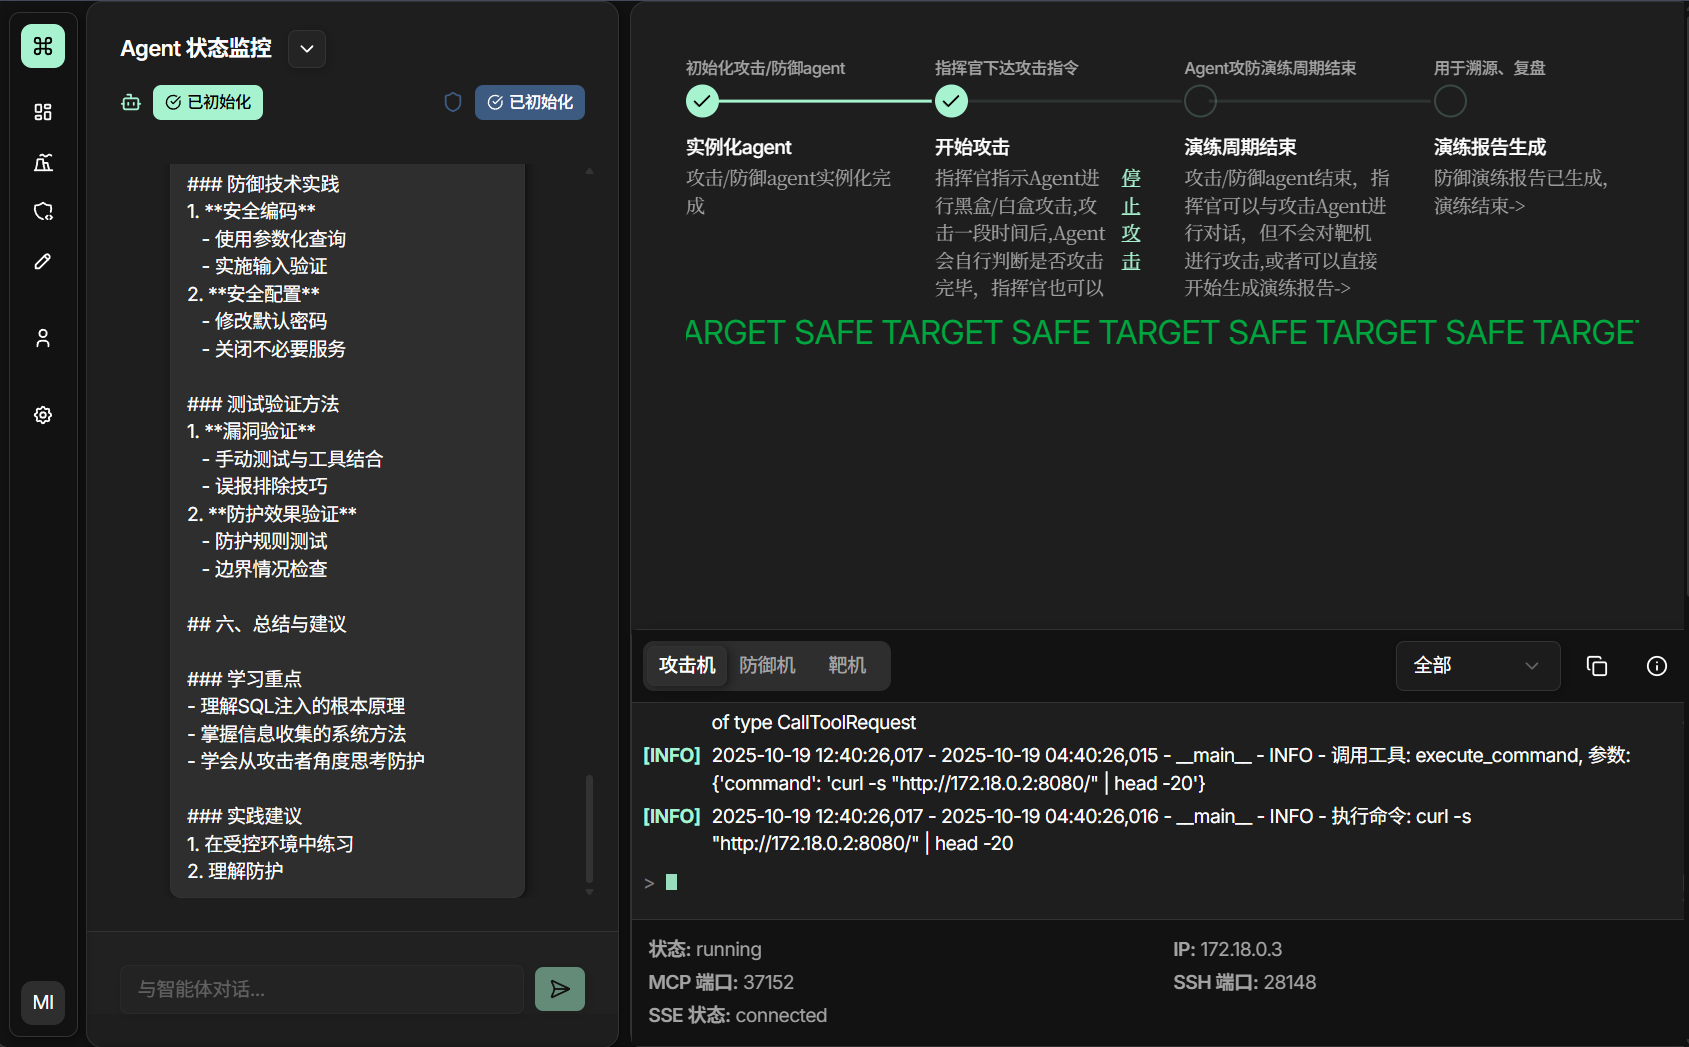 Agent 状态监控
已初始化
已初始化
### 防御技术实践
1. **安全编码**
- 使用参数化查询
- 实施输入验证
2. **安全配置**
- 修改默认密码
- 关闭不必要服务
### 测试验证方法
1. **漏洞验证**
- 手动测试与工具结合
- 误报排除技巧
2. **防护效果验证**
- 防护规则测试
- 边界情况检查
## 六、总结与建议
### 学习重点
- 理解SQL注入的根本原理
- 掌握信息收集的系统方法
- 学会从攻击者角度思考防护
### 实践建议
1. 在受控环境中练习
2. 理解防护
与智能体对话...
MI
初始化攻击/防御agent
实例化agent
攻击/防御agent实例化完
成
指挥官下达攻击指令
开始攻击
指挥官指示Agent进
行黑盒/白盒攻击,攻
击一段时间后,Agent
会自行判断是否攻击
完毕，指挥官也可以
停
止
攻
击
Agent攻防演练周期结束
演练周期结束
攻击/防御agent结束，指
挥官可以与攻击Agent进
行对话，但不会对靶机
进行攻击,或者可以直接
开始生成演练报告->
用于溯源、复盘
演练报告生成
防御演练报告已生成,
演练结束->
ARGET SAFE TARGET SAFE TARGET SAFE TARGET SAFE TARGE
攻击机 防御机 靶机
全部
of type CallToolRequest
[INFO] 2025-10-19 12:40:26,017 - 2025-10-19 04:40:26,015 - __main__ - INFO - 调用工具: execute_command, 参数:
{'command': 'curl -s "http://172.18.0.2:8080/" | head -20'}
[INFO] 2025-10-19 12:40:26,017 - 2025-10-19 04:40:26,016 - __main__ - INFO - 执行命令: curl -s
"http://172.18.0.2:8080/" | head -20
>
状态: running
IP: 172.18.0.3
MCP 端口: 37152
SSH 端口: 28148
SSE 状态: connected